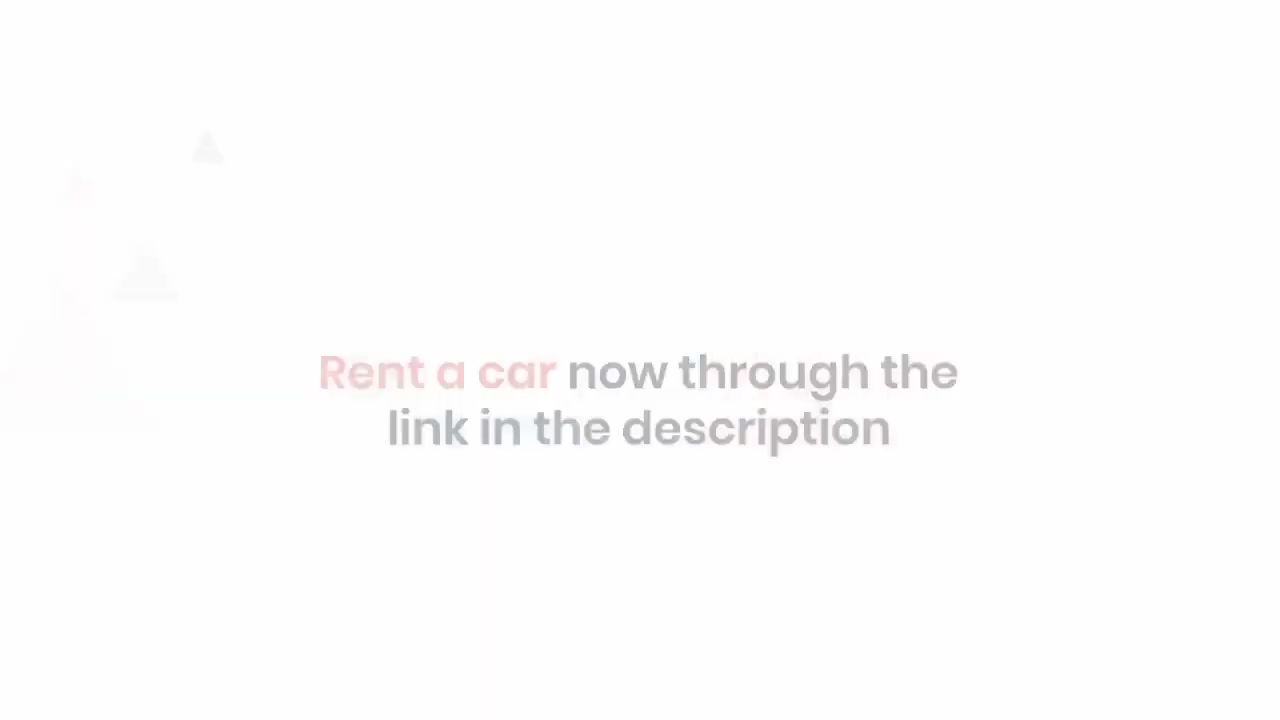 Rent a car now through the
link in the description